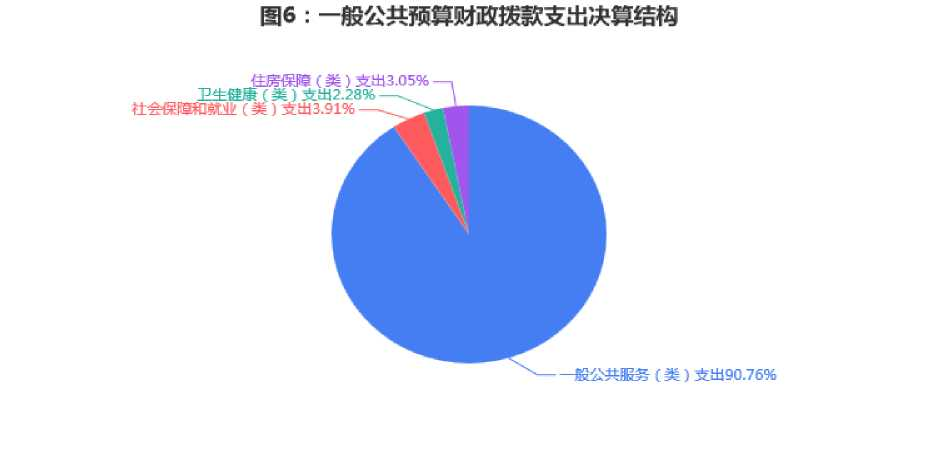 图6：一般公共预算财政拨款支出决算结构
住房保障（类）支出3.05%
卫生健康（类）支出2.28%
社会保障和就业（类）支出3.91%
一般公共服务（类）支出90.76%